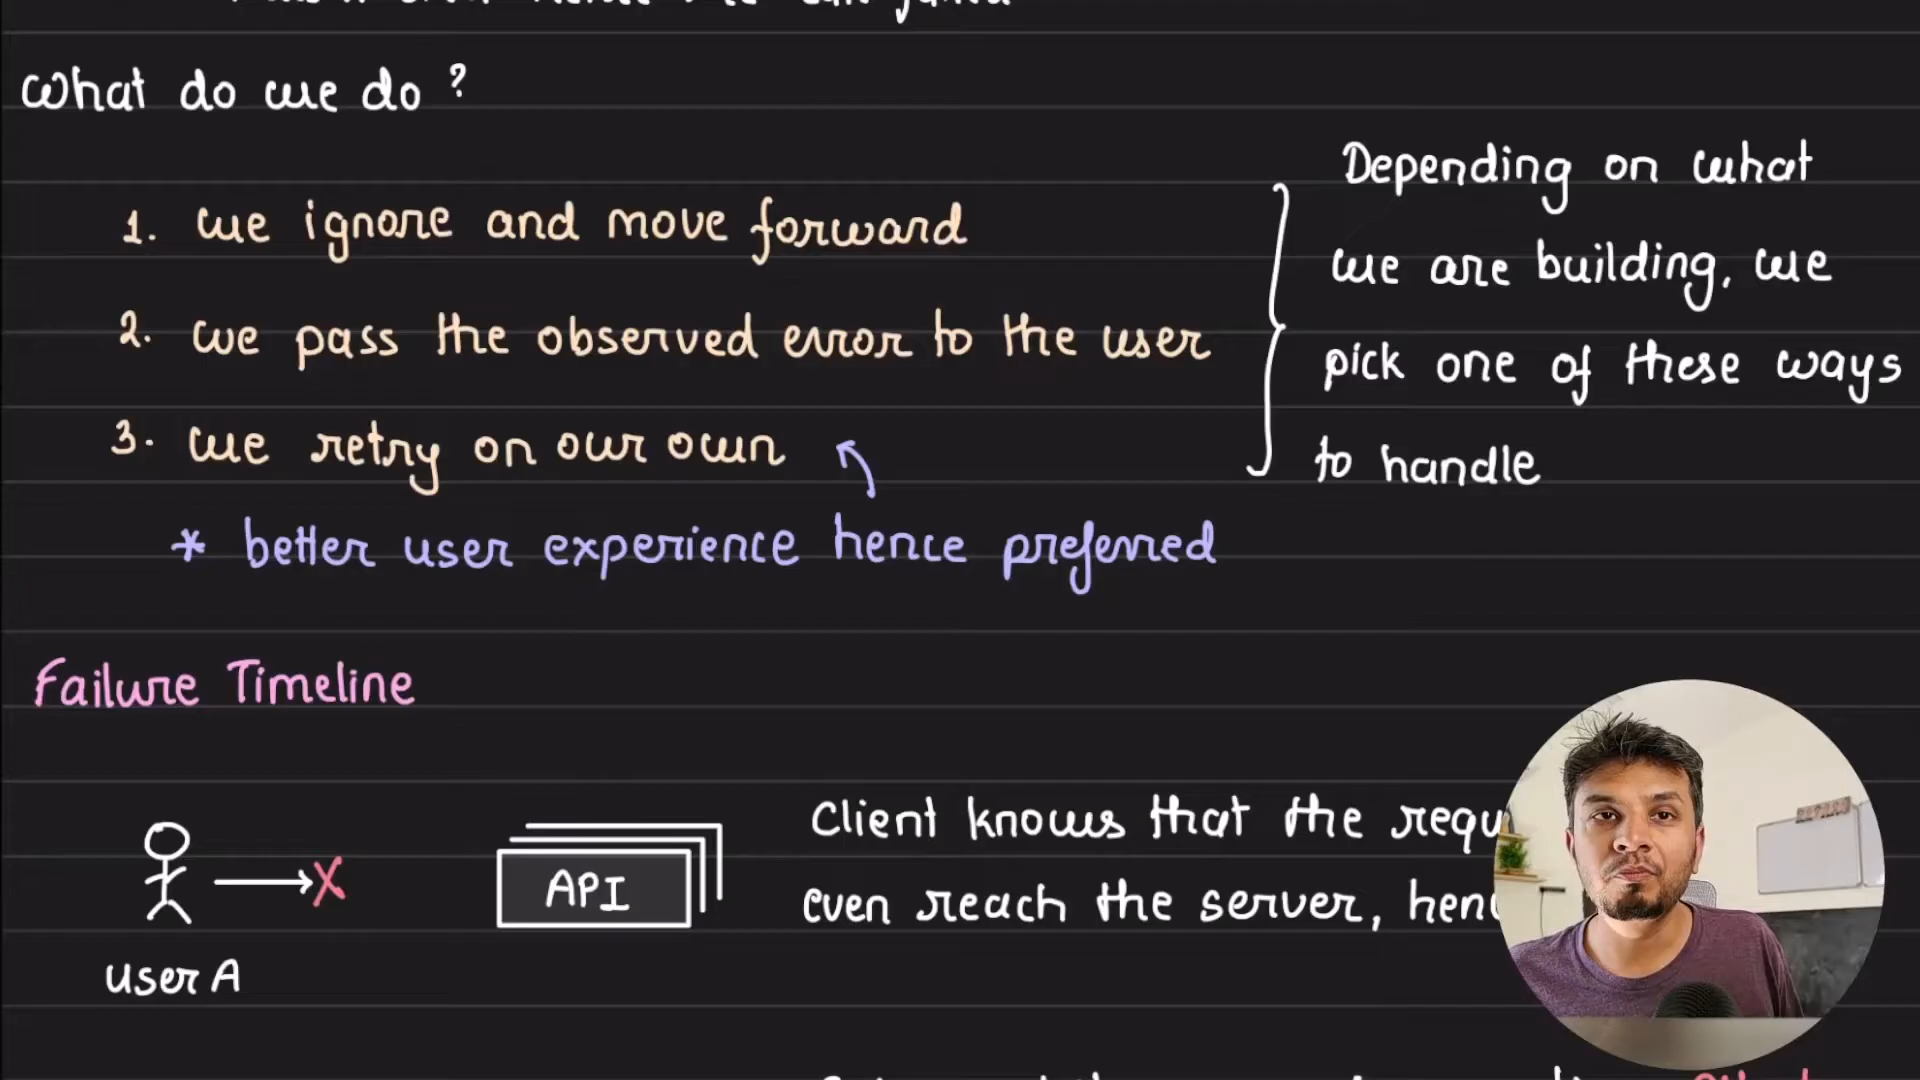 What do we do ?
1. we ignore and move forward
2. we pass the observed error to the user
3. we retry on our own
* better user experience hence preferred
Depending on what
we are building, we
pick one of these ways
to handle
Failure Timeline
API
User A
Client knows that the
even reach the server,